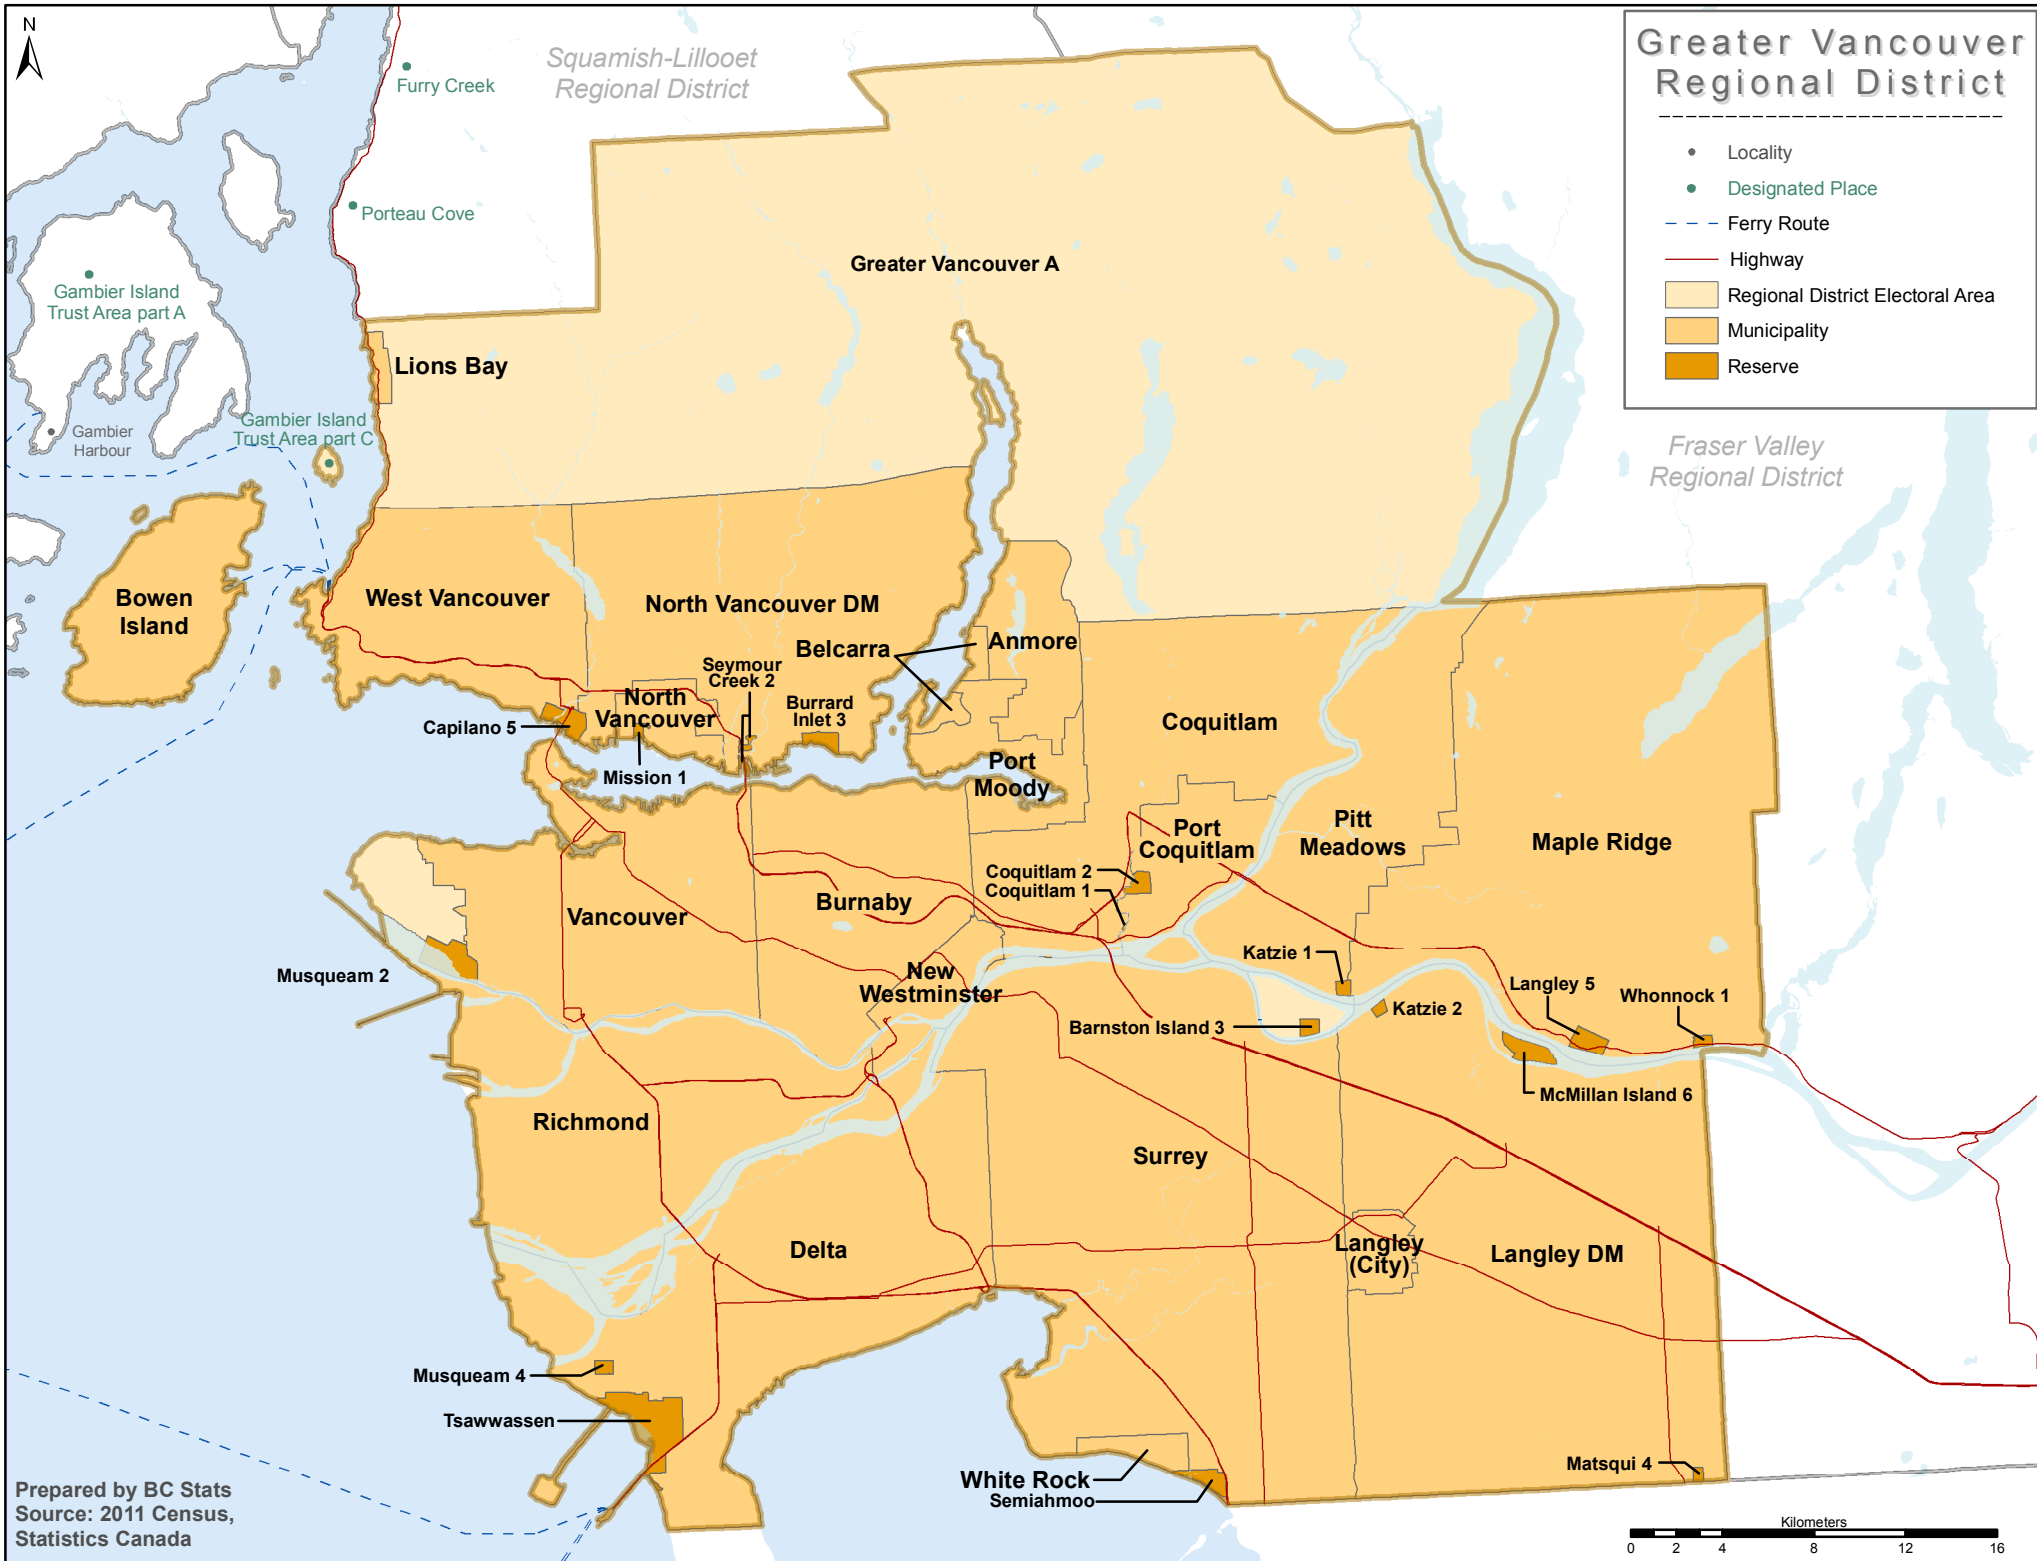 N
Squamish-Lillooet
Regional District
Furry Creek
Porteau Cove
Greater Vancouver
Regional District
Locality
Designated Place
Ferry Route
Highway
Regional District Electoral Area
Municipality
Reserve
Greater Vancouver A
Gambier Island
Trust Area part A
Lions Bay
Gambier Island
Trust Area part C
Gambier
Harbour
Fraser Valley
Regional District
Bowen
Island
West Vancouver
North Vancouver DM
Belcarra
Anmore
Seymour
Creek 2
North
Vancouver
Burrard
Inlet 3
Capilano 5
Mission 1
Coquitlam
Port
Moody
Port
Coquitlam
Pitt
Meadows
Maple Ridge
Coquitlam 2
Coquitlam 1
Vancouver
Burnaby
Musqueam 2
New
Westminster
Katzie 1
Katzie 2
Langley 5
Whonnock 1
Barnston Island 3
McMillan Island 6
Richmond
Surrey
Delta
Langley
(City)
Langley DM
Musqueam 4
Tsawwassen
White Rock
Semiahmoo
Matsqui 4
Prepared by BC Stats
Source: 2011 Census,
Statistics Canada
Kilometers
0 2 4 8 12 16